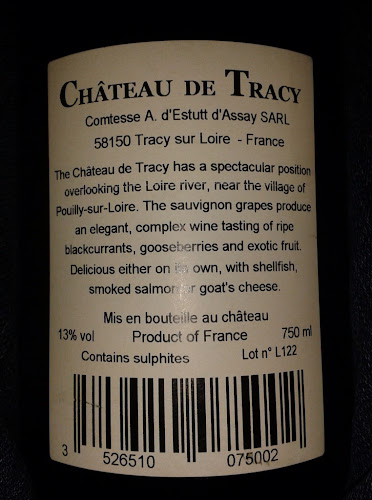 CHÂTEAU DE TRACY
Comtesse A. d'Estutt d'Assay SARL
58150 Tracy sur Loire - France
The Château de Tracy has a spectacular position
overlooking the Loire river, near the village of
Pouilly-sur-Loire. The sauvignon grapes produce
an elegant, complex wine tasting of ripe
blackcurrants, gooseberries and exotic fruit.
Delicious either on its own, with shellfish,
smoked salmon or goat's cheese.
Mis en bouteille au château
13% vol Product of France 750 ml
Contains sulphites Lot n° L122
3 526510 075002